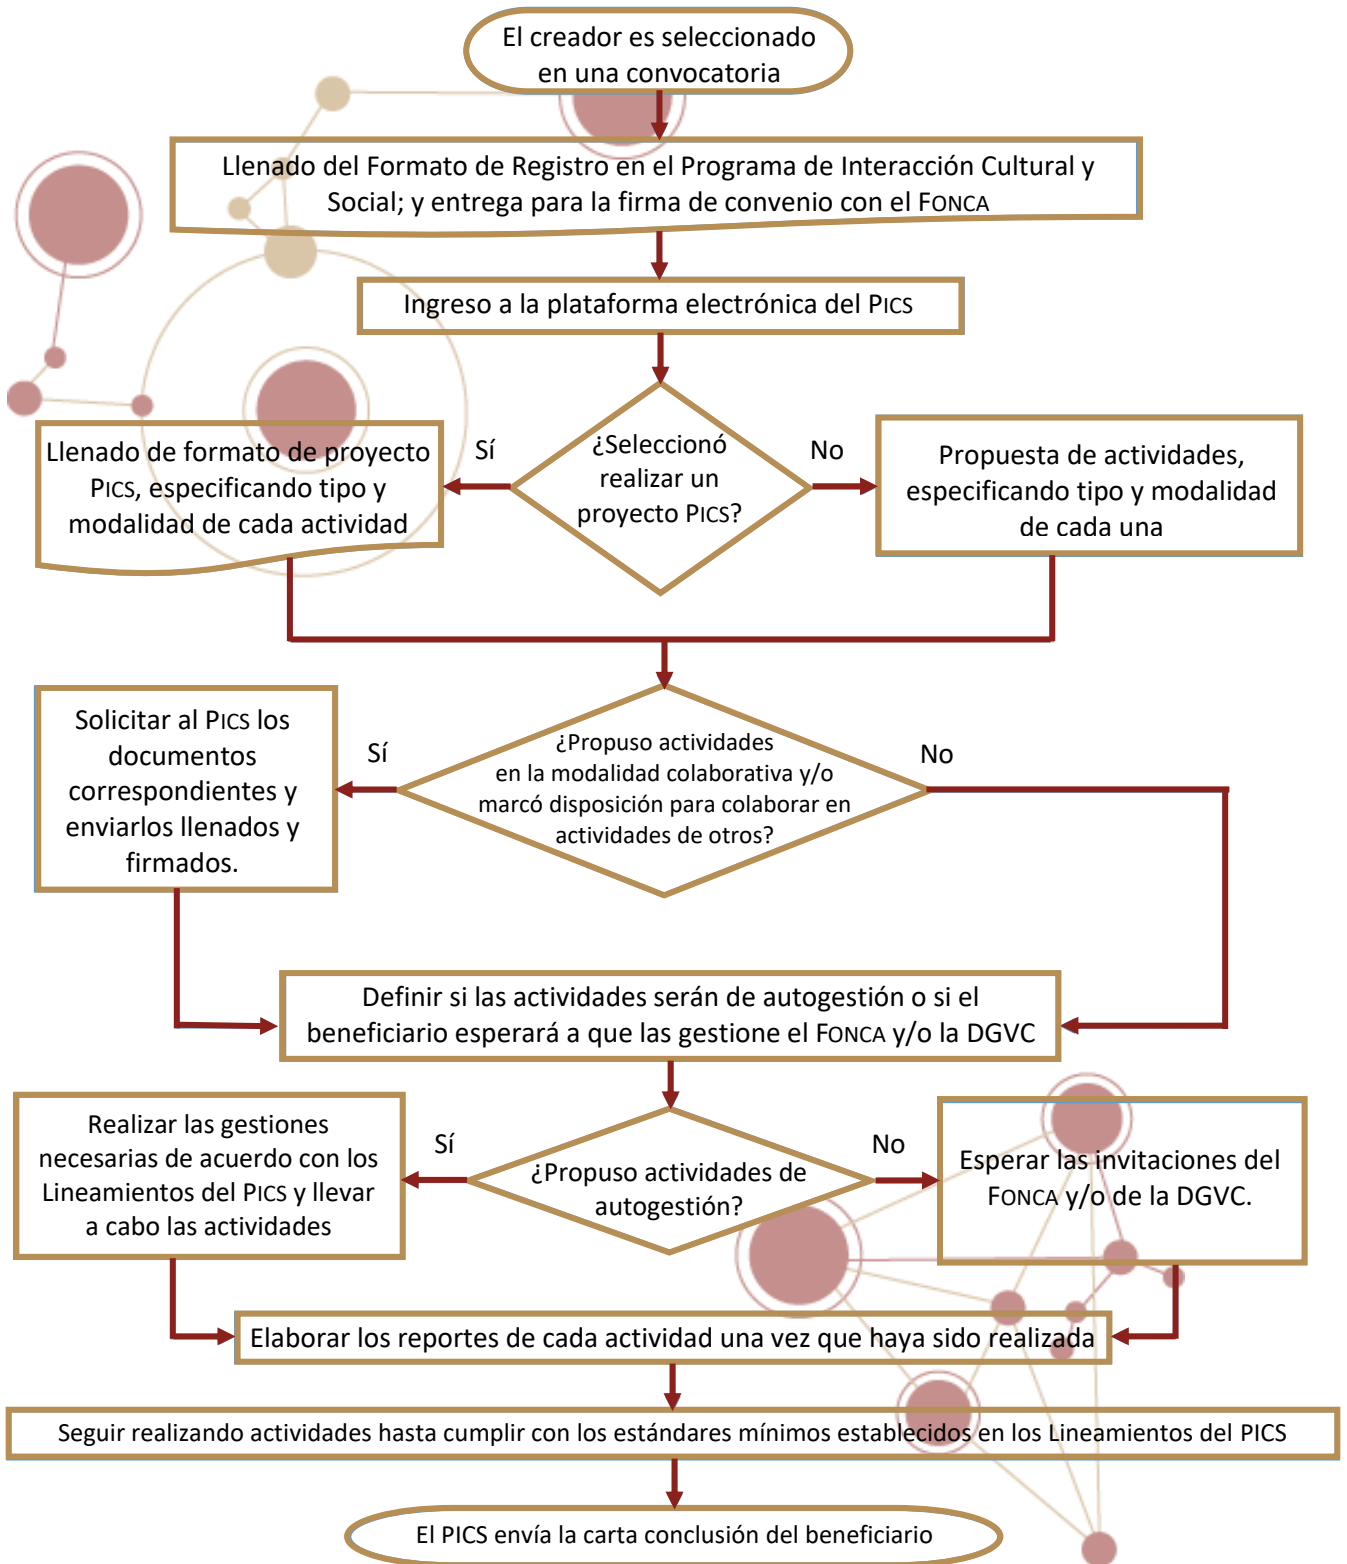 El creador es seleccionado
en una convocatoria
Llenado del Formato de Registro en el Programa de Interacción Cultural y
Social; y entrega para la firma de convenio con el FONCA
Ingreso a la plataforma electrónica del PICS
¿Seleccionó
realizar un
proyecto PICS?
Sí
No
Llenado de formato de proyecto
PICS, especificando tipo y
modalidad de cada actividad
Propuesta de actividades,
especificando tipo y modalidad
de cada una
¿Propuso actividades
en la modalidad colaborativa y/o
marcó disposición para colaborar en
actividades de otros?
Sí
No
Solicitar al PICS los
documentos
correspondientes y
enviarlos llenados y
firmados.
Definir si las actividades serán de autogestión o si el
beneficiario esperará a que las gestione el FONCA y/o la DGVC
¿Propuso actividades de
autogestión?
Sí
No
Realizar las gestiones
necesarias de acuerdo con los
Lineamientos del PICS y llevar
a cabo las actividades
Esperar las invitaciones del
FONCA y/o de la DGVC.
Elaborar los reportes de cada actividad una vez que haya sido realizada
Seguir realizando actividades hasta cumplir con los estándares mínimos establecidos en los Lineamientos del PICS
El PICS envía la carta conclusión del beneficiario